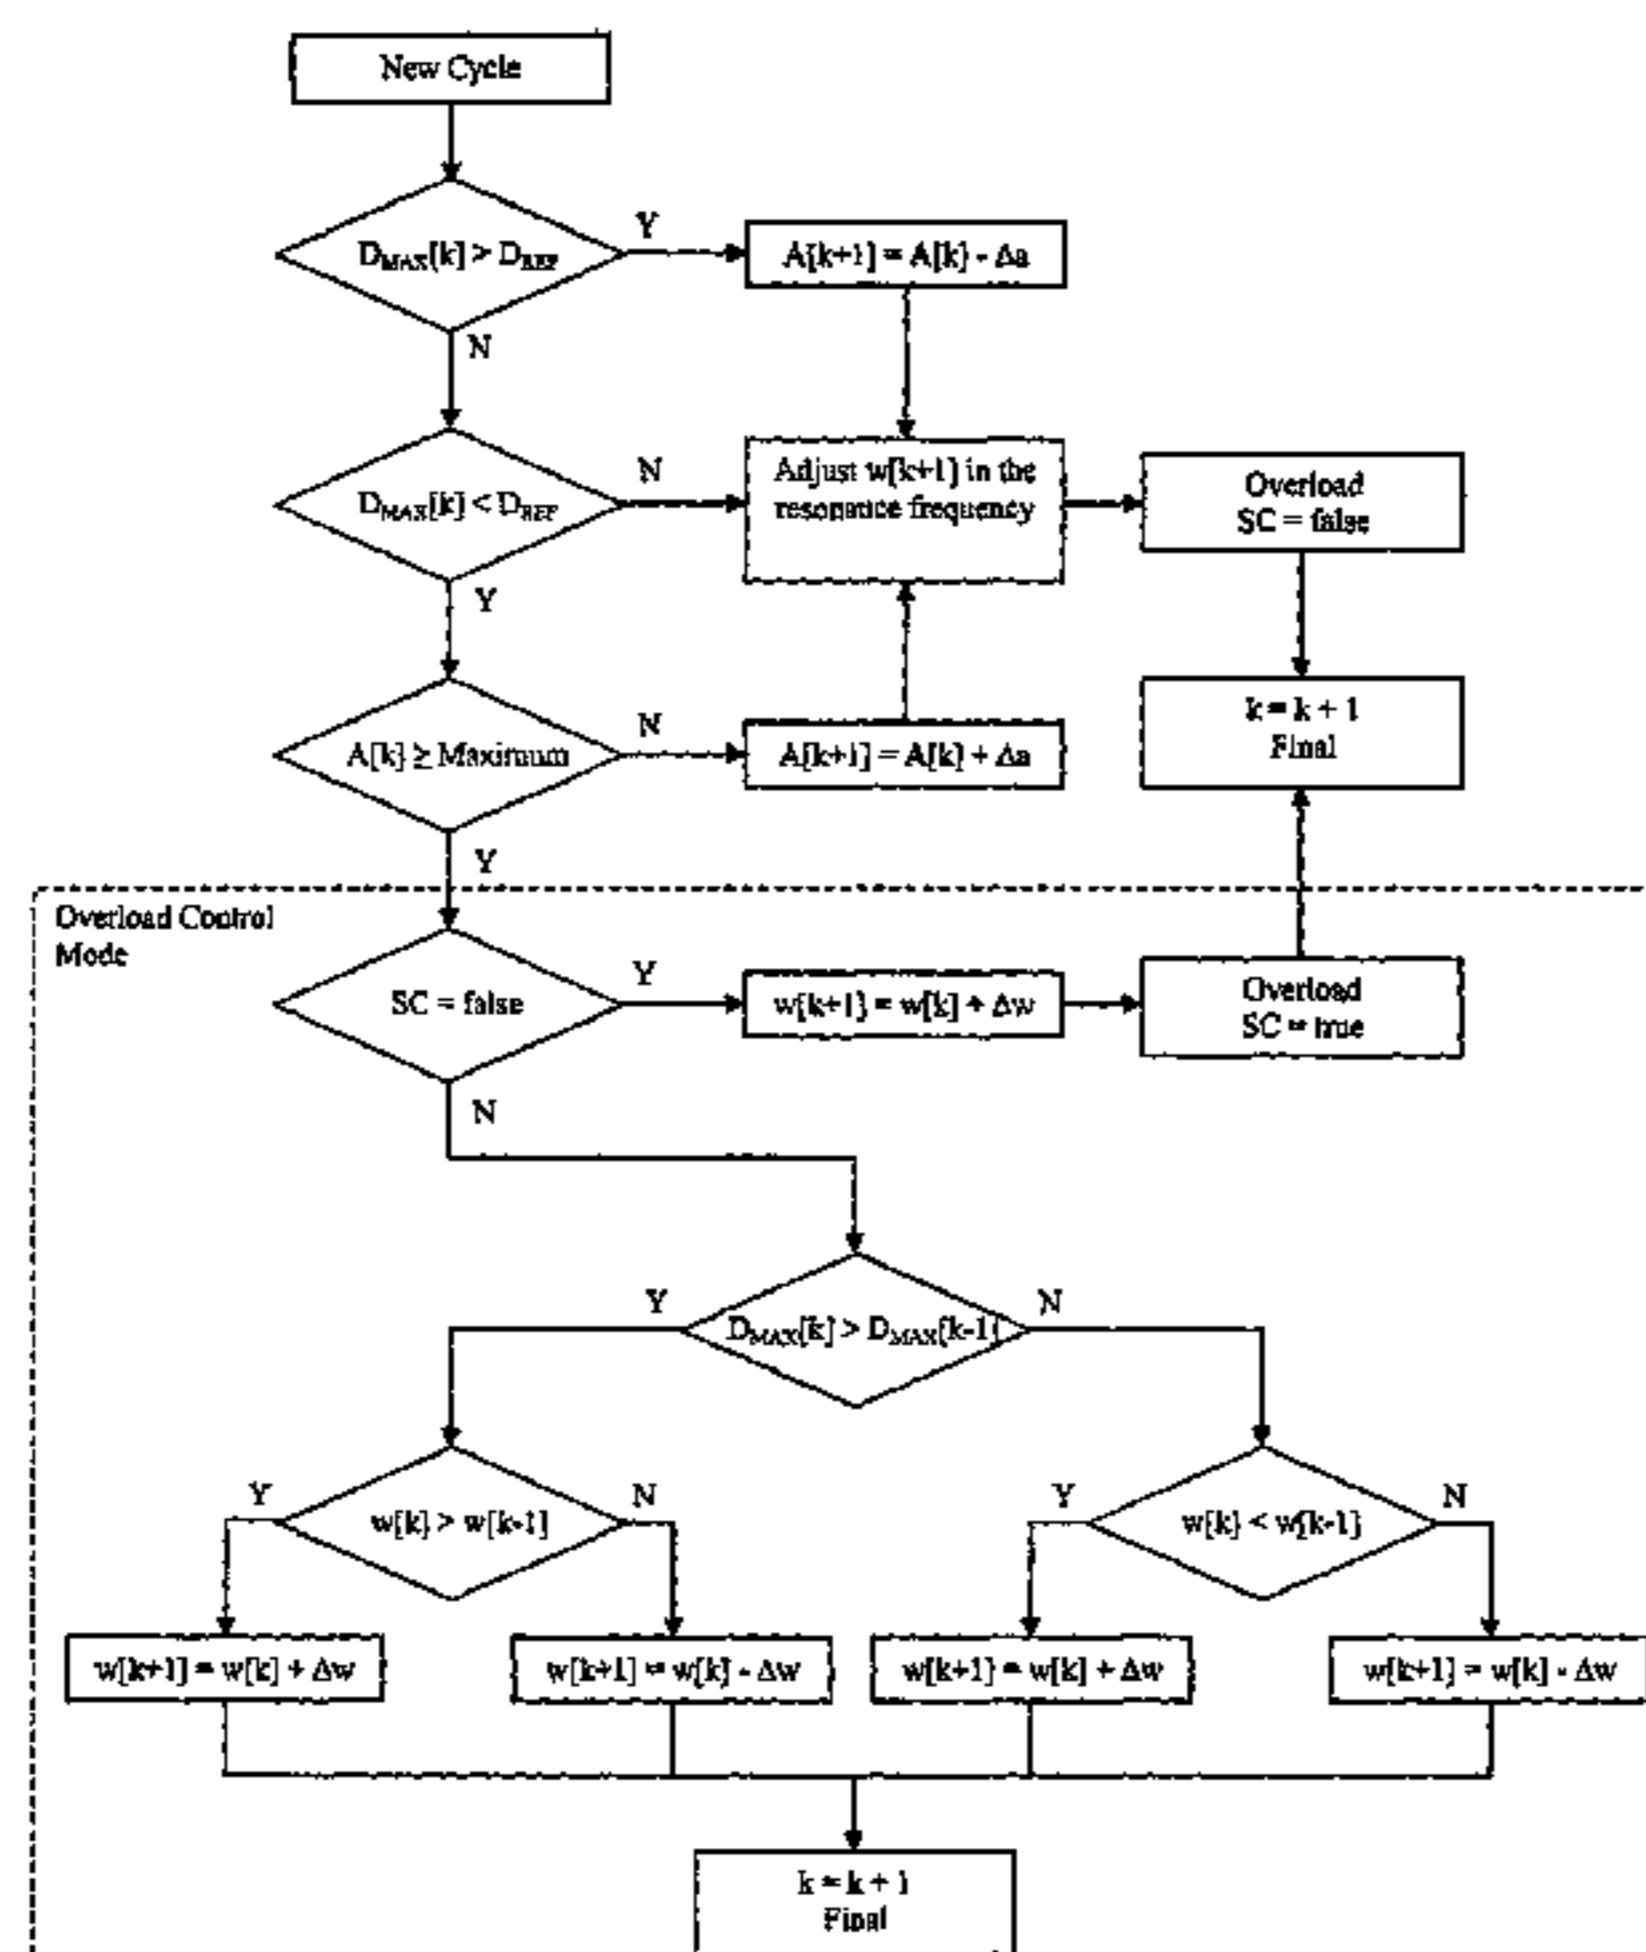 New Cycle
D_MAX[k] > D_REF
Y
A[k+1] = A[k] - Δa
N
D_MAX[k] < D_REF
N
Adjust w[k+1] in the
resonance frequency
Overload
SC = false
Y
k = k + 1
Final
A[k] ≥ Maximum
N
A[k+1] = A[k] + Δa
Y
Overload Control
Mode
SC = false
Y
w[k+1] = w[k] + Δw
Overload
SC = true
N
Y
D_MAX[k] > D_MAX[k-1]
N
Y
w[k] > w[k-1]
N
Y
w[k] < w[k-1]
N
w[k+1] = w[k] + Δw
w[k+1] = w[k] - Δw
w[k+1] = w[k] + Δw
w[k+1] = w[k] - Δw
k = k + 1
Final